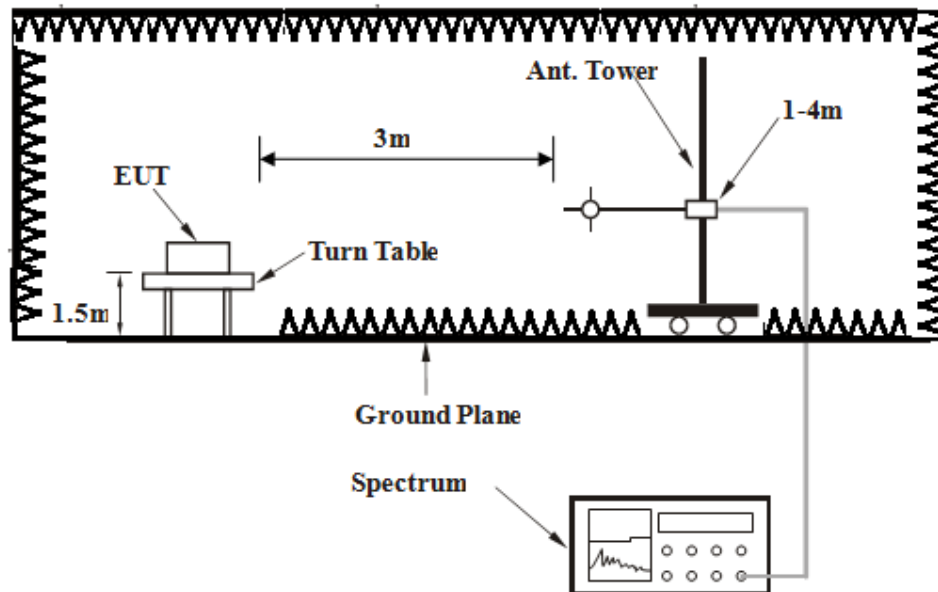 Ant. Tower
1-4m
3m
EUT
Turn Table
1.5m
Ground Plane
Spectrum